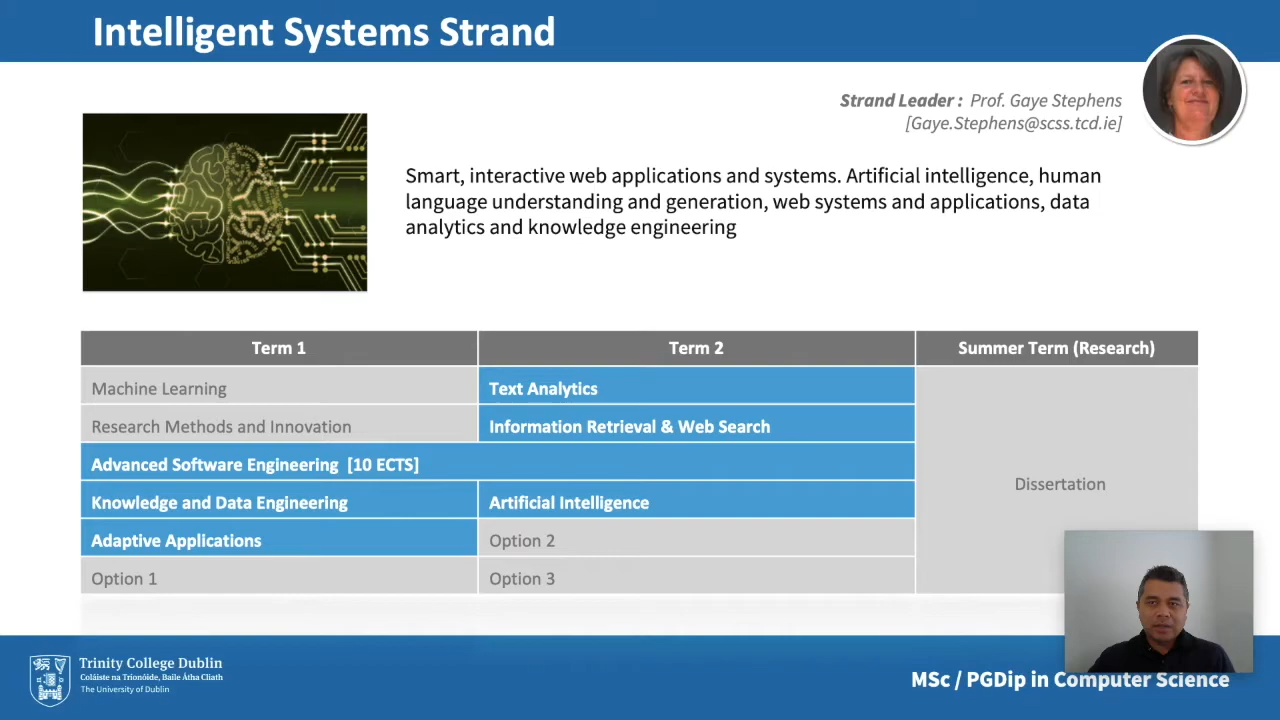 Intelligent Systems Strand
Strand Leader : Prof. Gaye Stephens
[Gaye.Stephens@scss.tcd.ie]
Smart, interactive web applications and systems. Artificial intelligence, human
language understanding and generation, web systems and applications, data
analytics and knowledge engineering
Term 1 Term 2 Summer Term (Research)
Machine Learning Text Analytics
Research Methods and Innovation Information Retrieval & Web Search
Advanced Software Engineering [10 ECTS]
Dissertation
Knowledge and Data Engineering Artificial Intelligence
Adaptive Applications Option 2
Option 1 Option 3
Trinity College Dublin
Coláiste na Tríonóide, Baile Átha Cliath
The University of Dublin
MSc / PGDip in Computer Science